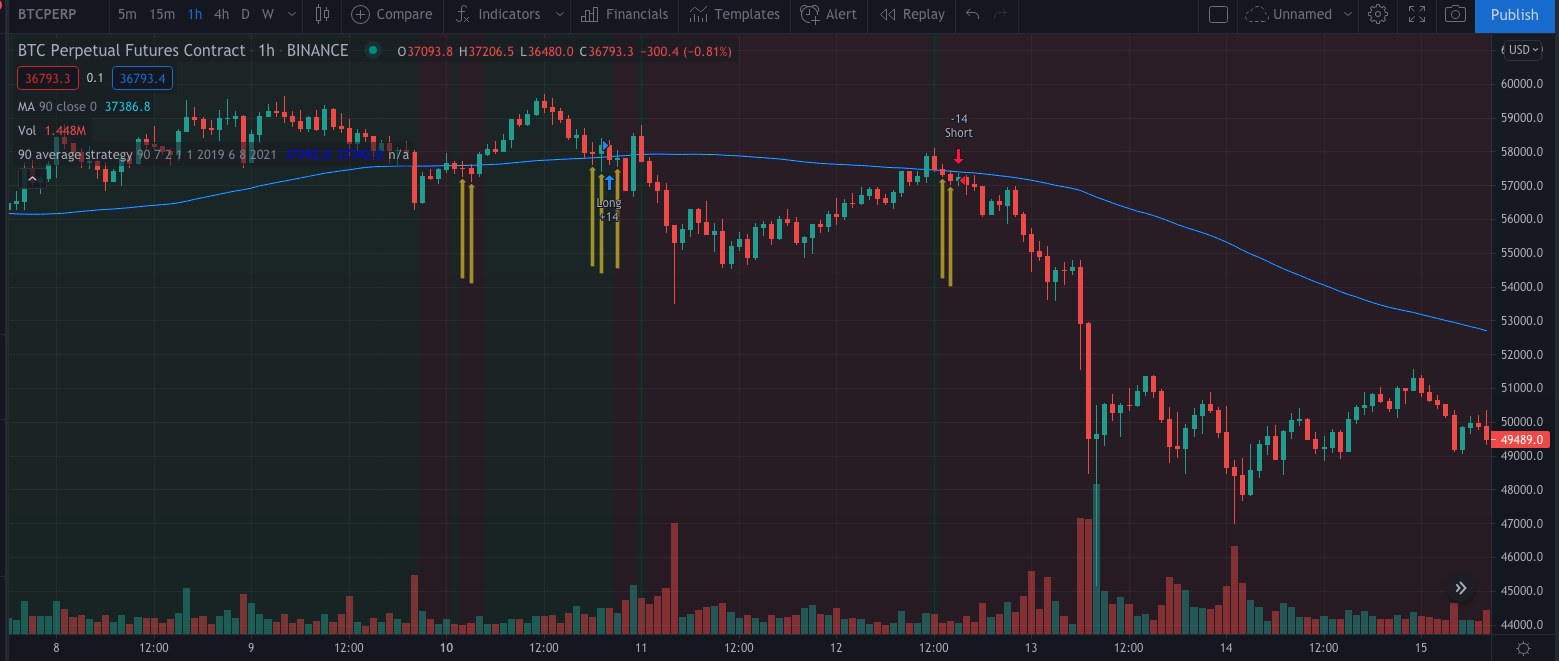 BTCPERP 5m 15m 1h 4h D W Compare Indicators Financials Templates Alert Replay Unnamed Publish
BTC Perpetual Futures Contract · 1h · BINANCE O37093.8 H37206.5 L36480.0 C36793.3 −300.4 (−0.81%)
USD
36793.3 0.1 36793.4
MA 90 close 0 37386.8
Vol 1.448M
90 average strategy 90 7 2 1 1 2019 6 8 2021 37392.0 37392.0 n/a
-14
Short
Long
+14
60000.0
59000.0
58000.0
57000.0
56000.0
55000.0
54000.0
53000.0
52000.0
51000.0
50000.0
49489.0
49000.0
48000.0
47000.0
46000.0
45000.0
44000.0
8 12:00 9 12:00 10 12:00 11 12:00 12 12:00 13 12:00 14 12:00 15